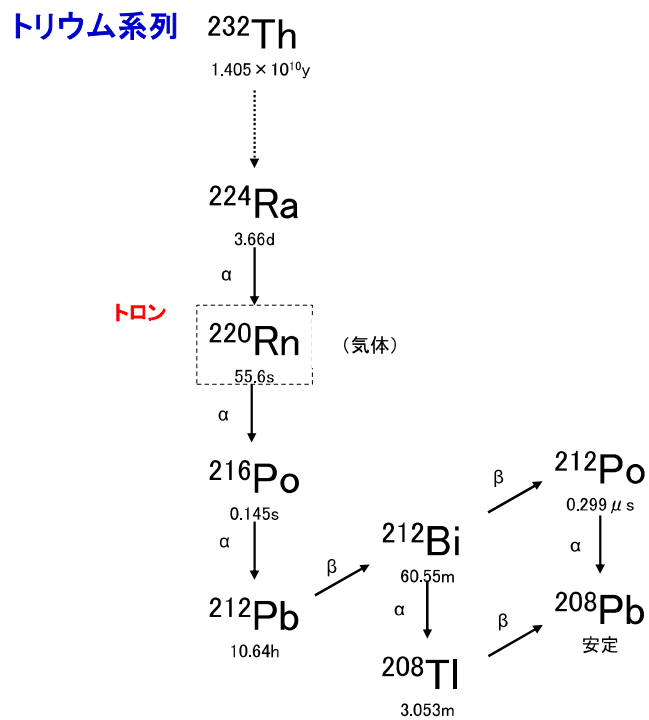 トリウム系列
²³²Th
1.405×10¹⁰y
²²⁴Ra
3.66d
α
トロン
²²⁰Rn
(気体)
55.6s
α
²¹⁶Po
0.145s
α
²¹²Pb
10.64h
β
²¹²Bi
60.55m
β
²¹²Po
0.299μs
α
α
²⁰⁸Tl
3.053m
β
²⁰⁸Pb
安定